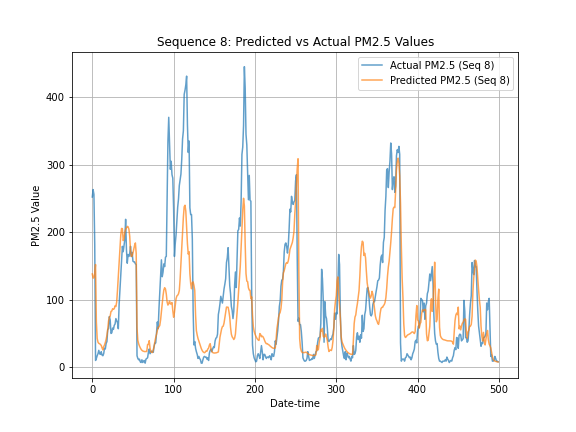 Sequence 8: Predicted vs Actual PM2.5 Values
Actual PM2.5 (Seq 8)
Predicted PM2.5 (Seq 8)
PM2.5 Value
400
300
200
100
0
0 100 200 300 400 500
Date-time